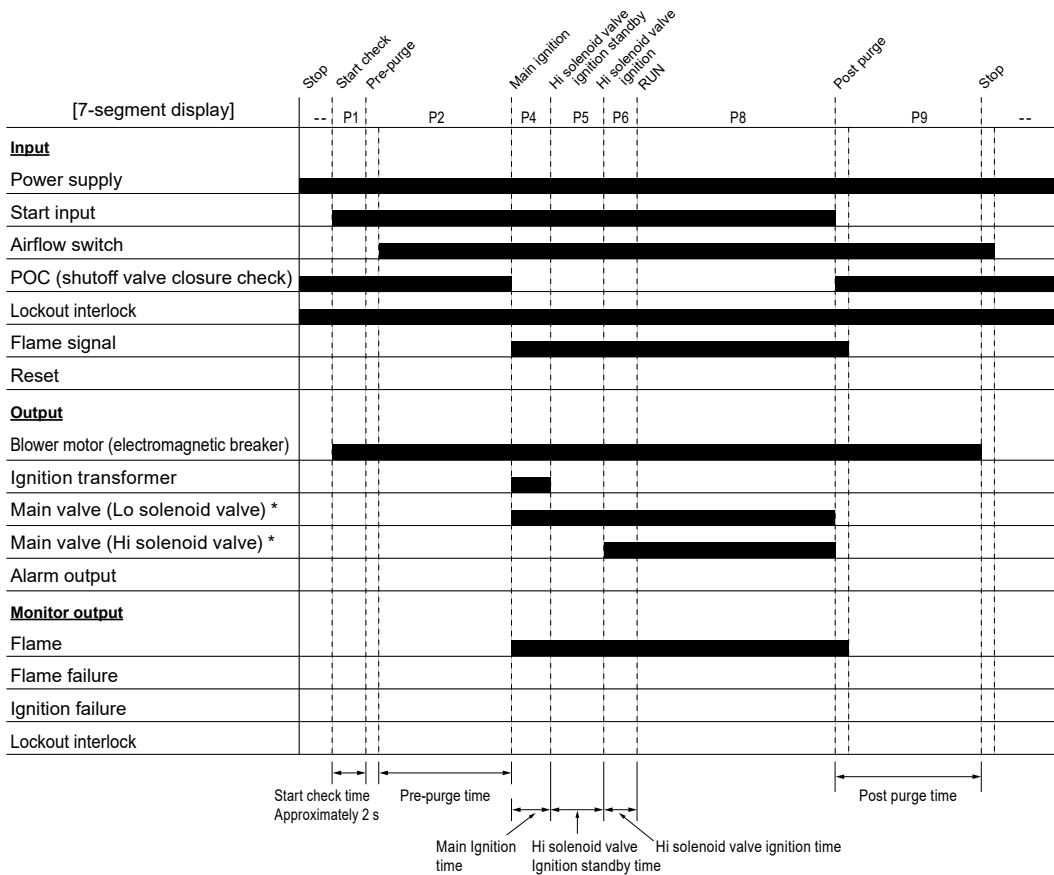 Stop
Start check
Pre-purge
Main ignition
Hi solenoid valve
ignition standby
Hi solenoid valve
ignition
RUN
Post purge
Stop
[7-segment display]
-- P1 P2 P4 P5 P6 P8 P9 --
Input
Power supply
Start input
Airflow switch
POC (shutoff valve closure check)
Lockout interlock
Flame signal
Reset
Output
Blower motor (electromagnetic breaker)
Ignition transformer
Main valve (Lo solenoid valve) *
Main valve (Hi solenoid valve) *
Alarm output
Monitor output
Flame
Flame failure
Ignition failure
Lockout interlock
Start check time
Approximately 2 s
Pre-purge time
Post purge time
Main Ignition
time
Hi solenoid valve
Ignition standby time
Hi solenoid valve ignition time